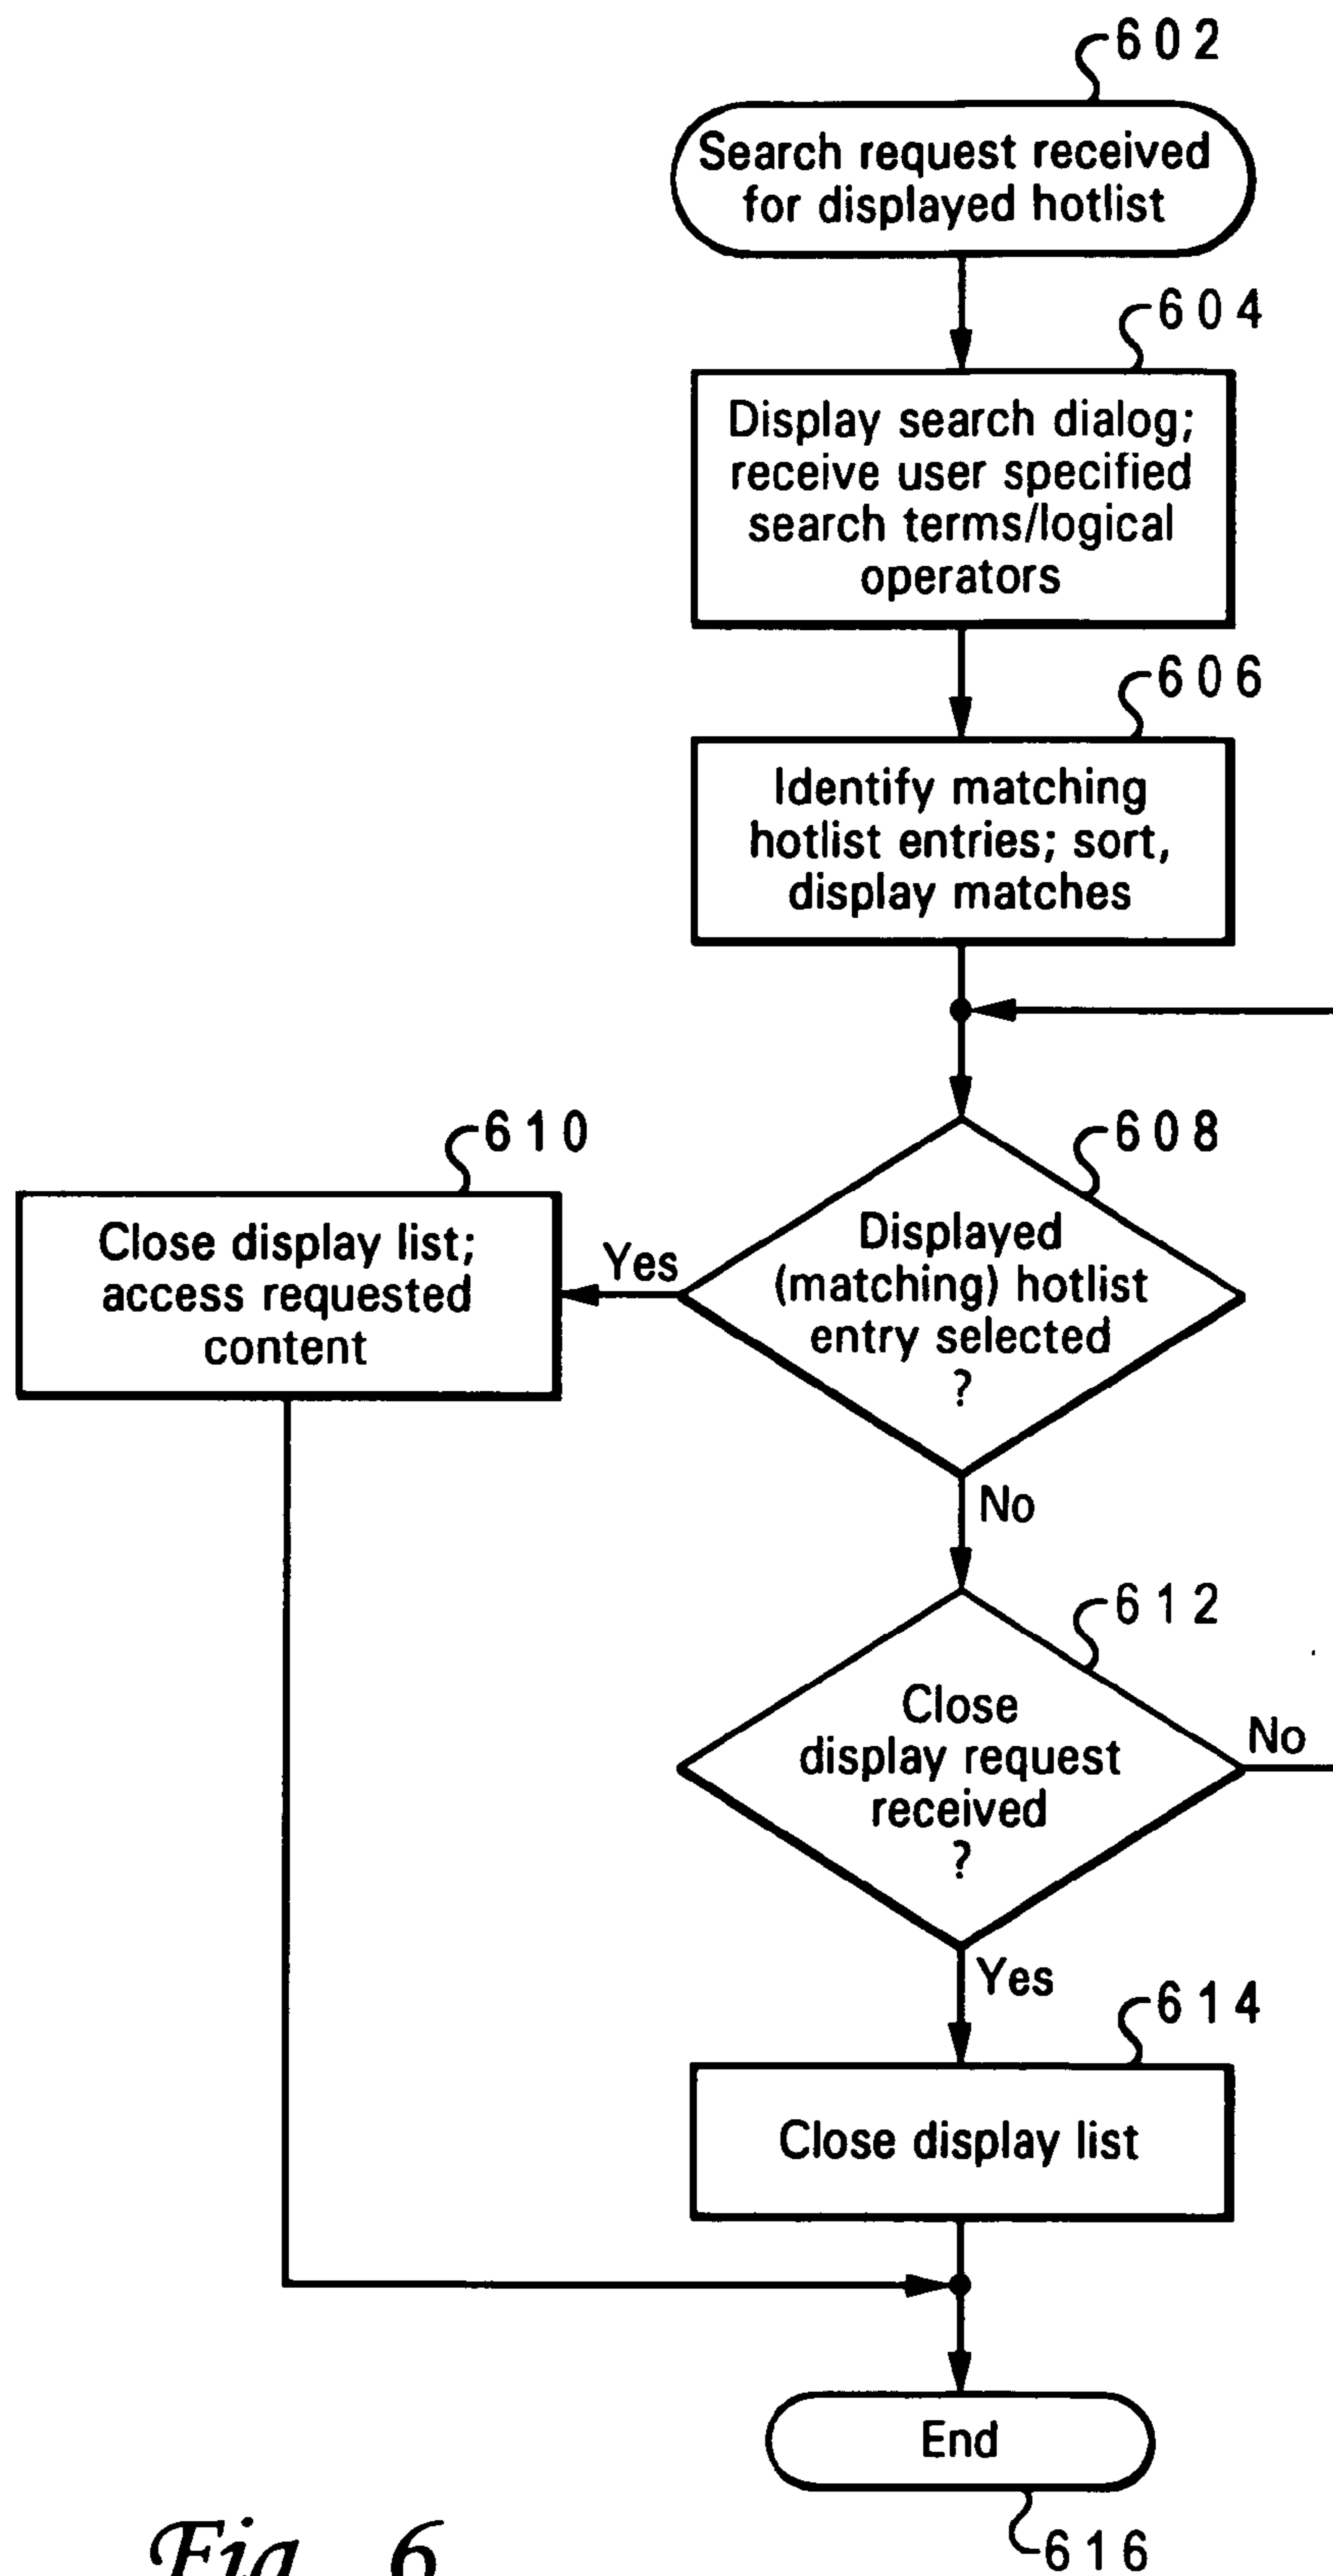 602
Search request received
for displayed hotlist
604
Display search dialog;
receive user specified
search terms/logical
operators
606
Identify matching
hotlist entries; sort,
display matches
610
Close display list;
access requested
content
Yes
608
Displayed
(matching) hotlist
entry selected
?
No
612
Close
display request
received
?
No
Yes
614
Close display list
End
616
Fig. 6